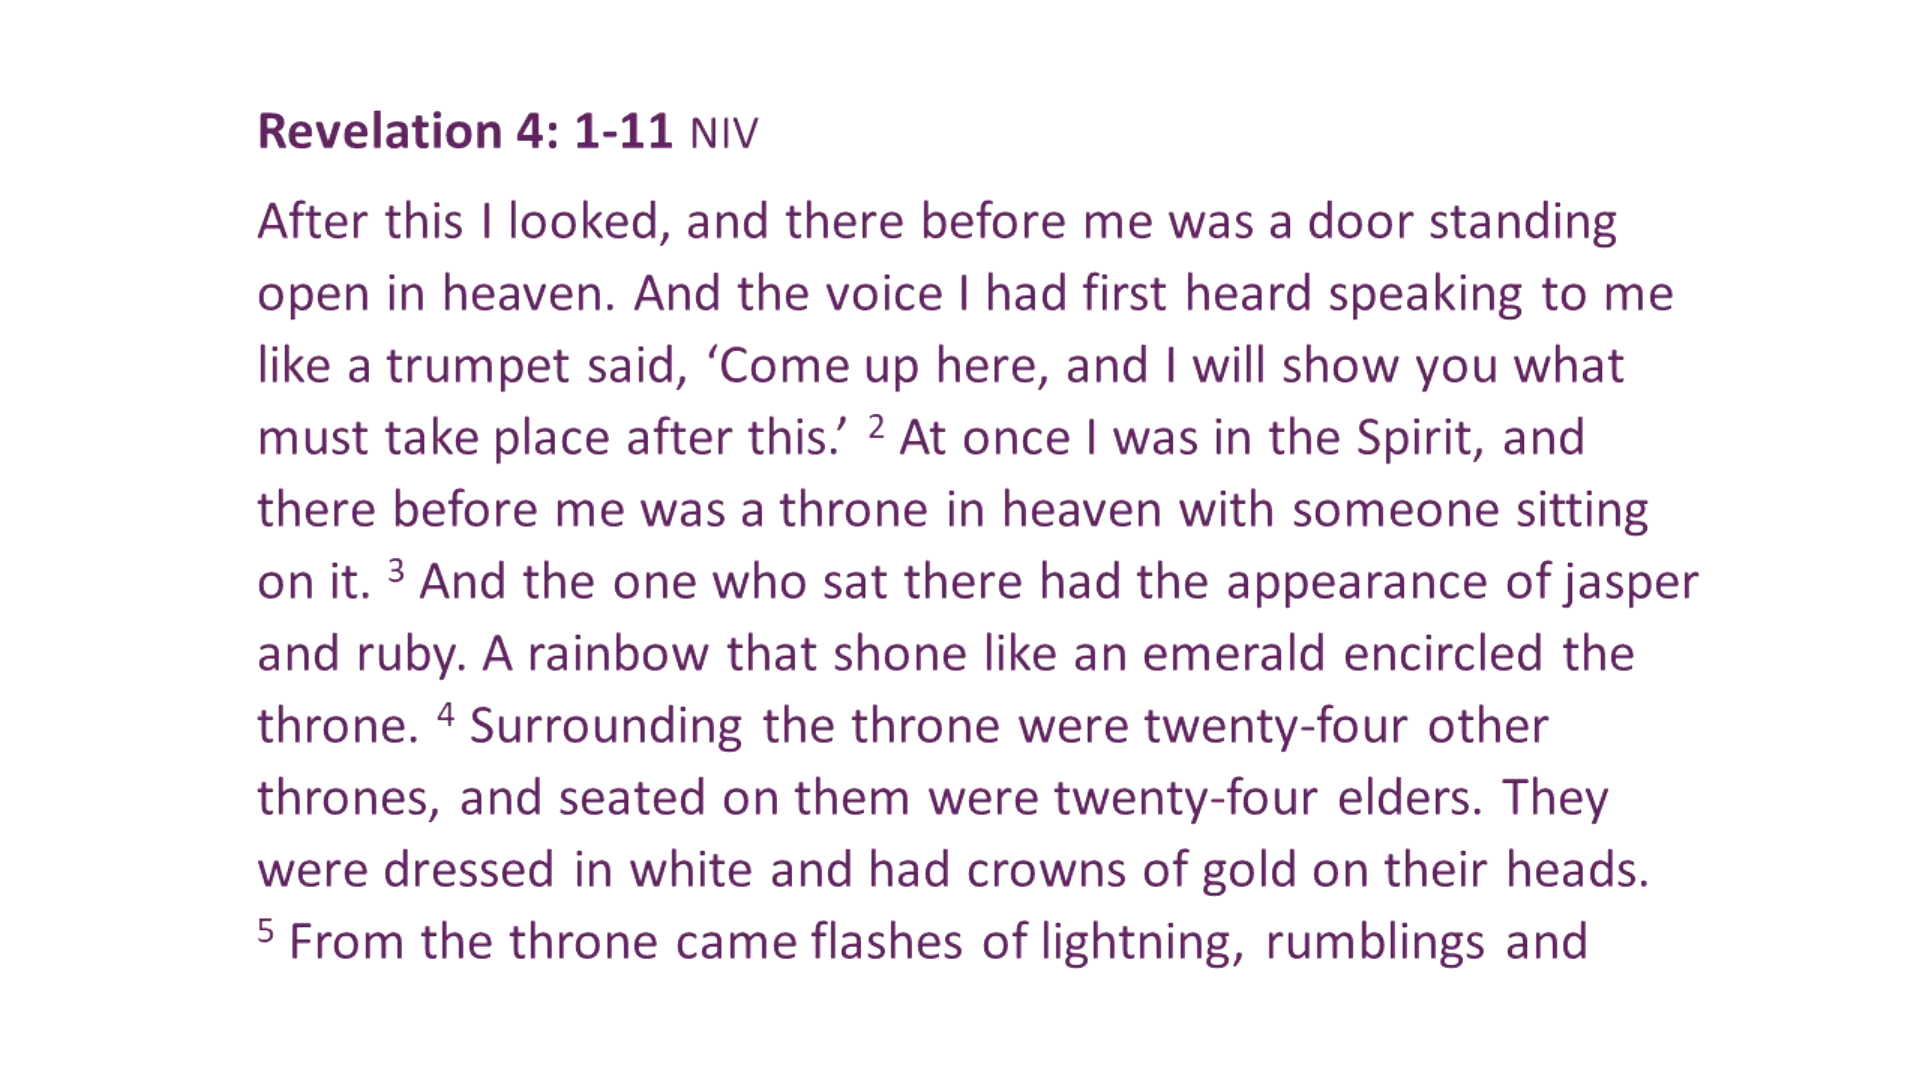 Revelation 4: 1-11 NIV
After this I looked, and there before me was a door standing
open in heaven. And the voice I had first heard speaking to me
like a trumpet said, ‘Come up here, and I will show you what
must take place after this.’ ² At once I was in the Spirit, and
there before me was a throne in heaven with someone sitting
on it. ³ And the one who sat there had the appearance of jasper
and ruby. A rainbow that shone like an emerald encircled the
throne. ⁴ Surrounding the throne were twenty-four other
thrones, and seated on them were twenty-four elders. They
were dressed in white and had crowns of gold on their heads.
⁵ From the throne came flashes of lightning, rumblings and